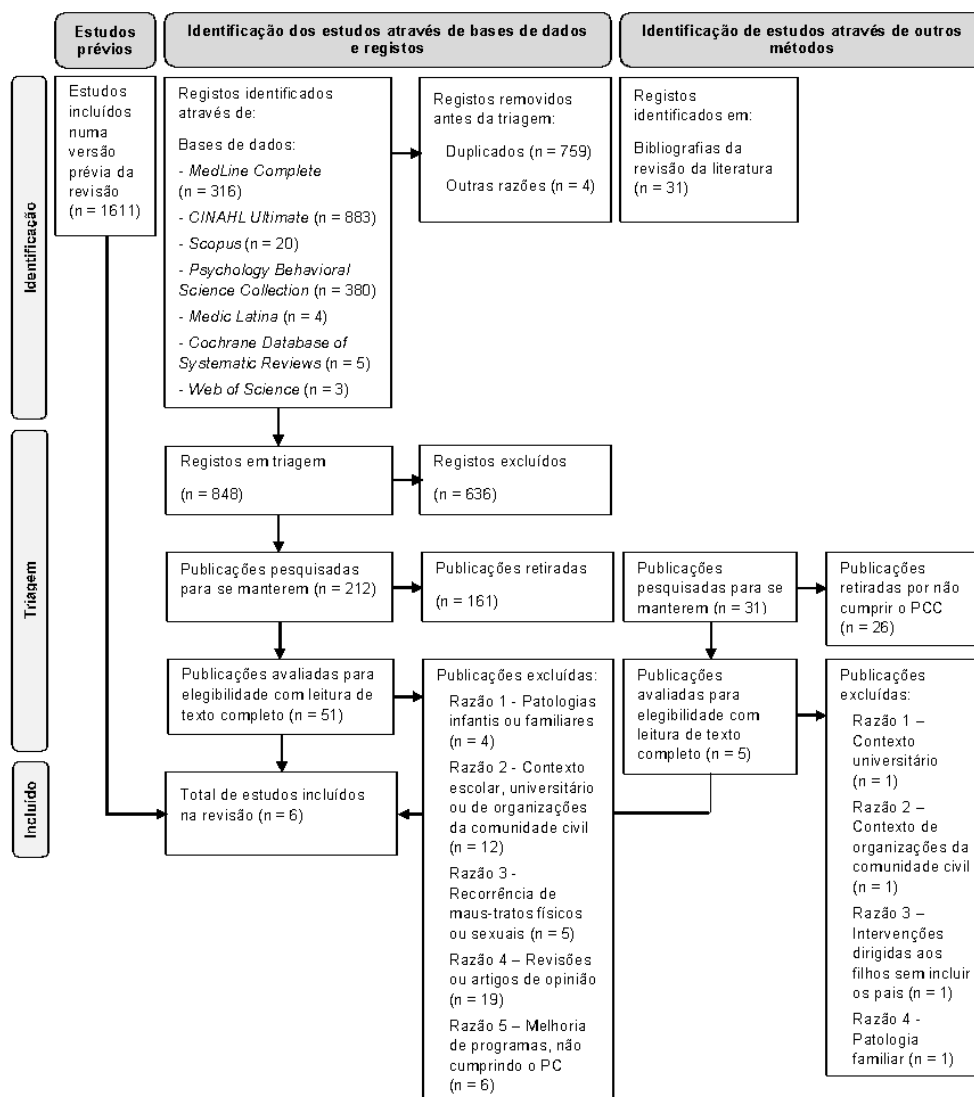 Estudos
prévios
Identificação dos estudos através de bases de dados
e registos
Identificação de estudos através de outros
métodos
Identificação
Estudos
incluídos
numa
versão
prévia da
revisão
(n = 1611)
Registos identificados
através de:
Bases de dados:
- MedLine Complete
(n = 316)
- CINAHL Ultimate (n = 883)
- Scopus (n = 20)
- Psychology Behavioral
Science Collection (n = 380)
- Medic Latina (n = 4)
- Cochrane Database of
Systematic Reviews (n = 5)
- Web of Science (n = 3)
Registos removidos
antes da triagem:
Duplicados (n = 759)
Outras razões (n = 4)
Registos
identificados em:
Bibliografias da
revisão da literatura
(n = 31)
Triagem
Registos em triagem
(n = 848)
Registos excluídos
(n = 636)
Publicações pesquisadas
para se manterem (n = 212)
Publicações retiradas
(n = 161)
Publicações
pesquisadas para se
manterem (n = 31)
Publicações
retiradas por não
cumprir o PCC
(n = 26)
Publicações avaliadas para
elegibilidade com leitura de
texto completo (n = 51)
Publicações excluídas:
Razão 1 - Patologias
infantis ou familiares
(n = 4)
Razão 2 - Contexto
escolar, universitário
ou de organizações
da comunidade civil
(n = 12)
Razão 3 -
Recorrência de
maus-tratos físicos
ou sexuais (n = 5)
Razão 4 – Revisões
ou artigos de opinião
(n = 19)
Razão 5 – Melhoria
de programas, não
cumprindo o PC
(n = 6)
Publicações
avaliadas para
elegibilidade com
leitura de texto
completo (n = 5)
Publicações
excluídas:
Razão 1 –
Contexto
universitário
(n = 1)
Razão 2 –
Contexto de
organizações da
comunidade civil
(n = 1)
Razão 3 –
Intervenções
dirigidas aos
filhos sem incluir
os pais (n = 1)
Razão 4 -
Patologia
familiar (n = 1)
Incluído
Total de estudos incluídos
na revisão (n = 6)